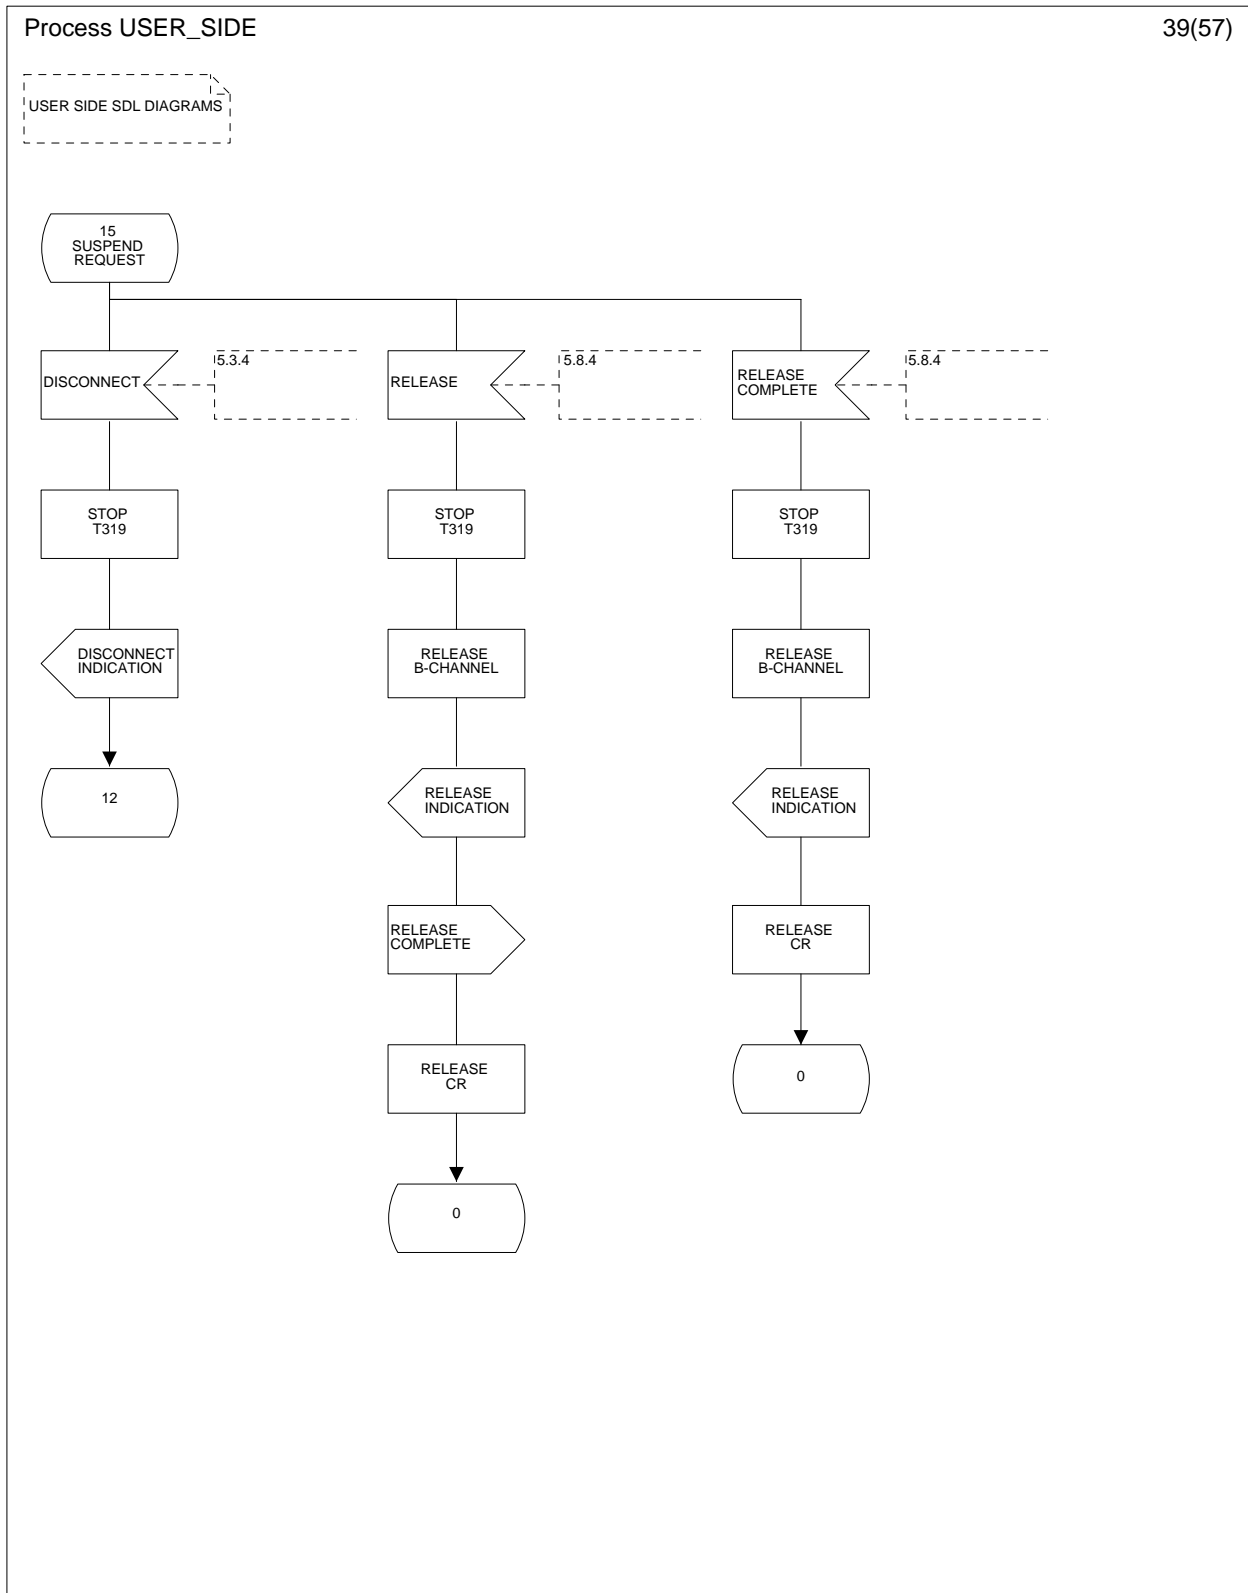 Process USER_SIDE
39(57)
USER SIDE SDL DIAGRAMS
15
SUSPEND
REQUEST
DISCONNECT
5.3.4
RELEASE
5.8.4
RELEASE
COMPLETE
5.8.4
STOP
T319
STOP
T319
STOP
T319
DISCONNECT
INDICATION
RELEASE
B-CHANNEL
RELEASE
B-CHANNEL
12
RELEASE
INDICATION
RELEASE
INDICATION
RELEASE
COMPLETE
RELEASE
CR
RELEASE
CR
0
0